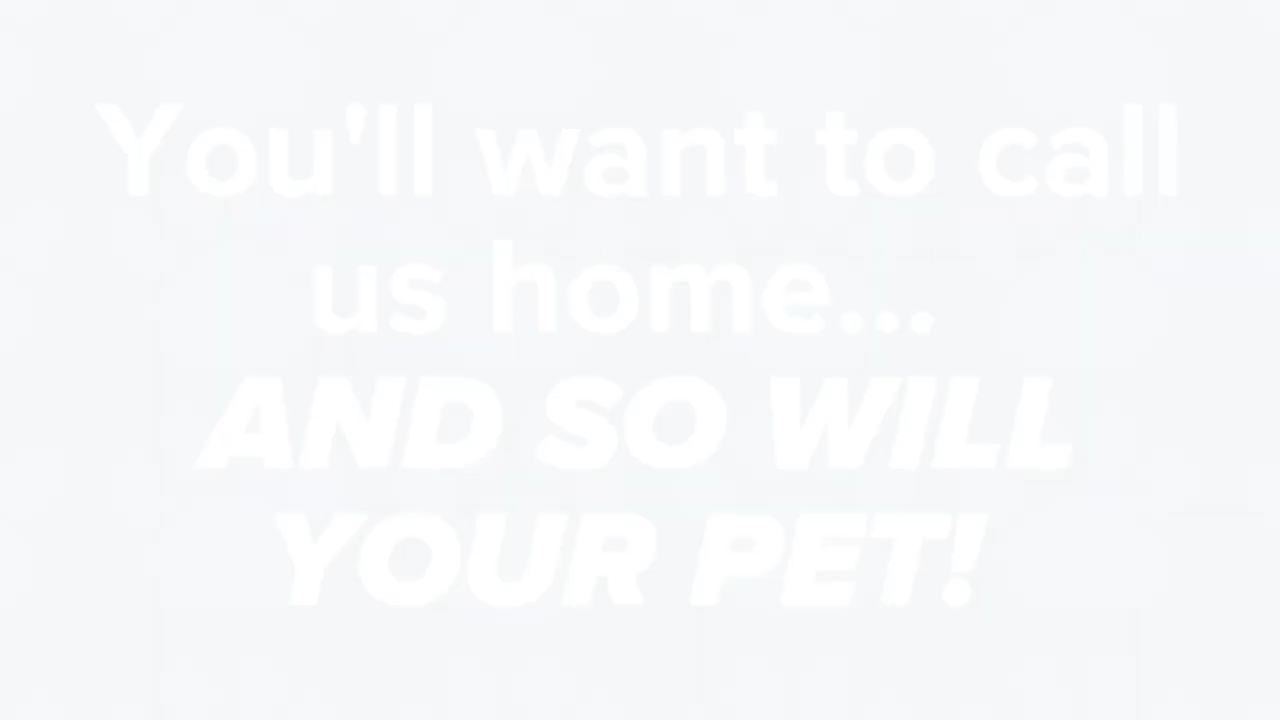 You'll want to call
us home...
AND SO WILL
YOUR PET!